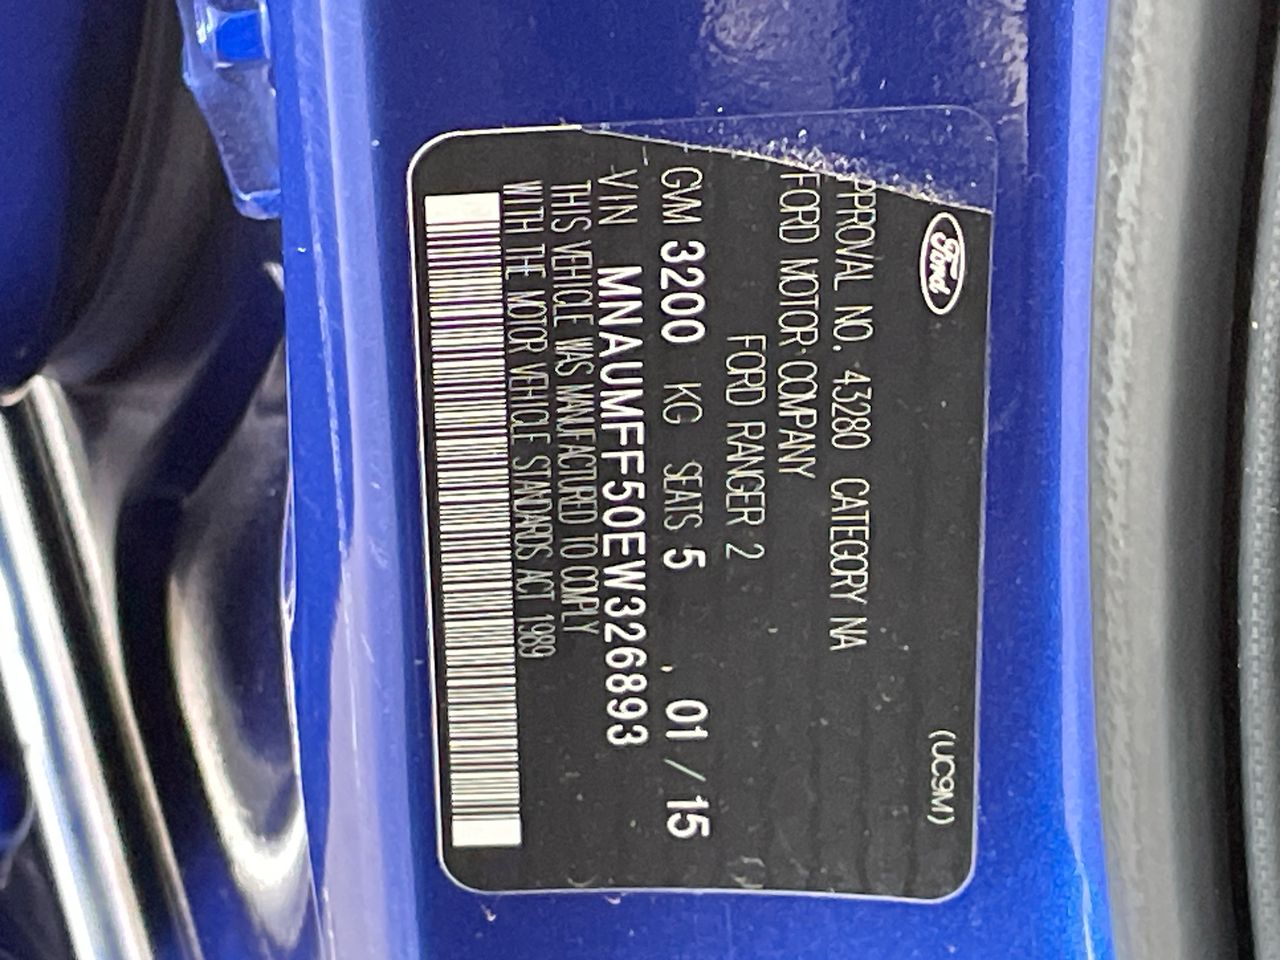 Ford
(UC9M)
PPROVAL NO. 43280 CATEGORY NA
FORD MOTOR COMPANY
FORD RANGER 2
GVM 3200 KG SEATS 5 , 01 / 15
VIN MNAUMFF50EW326893
THIS VEHICLE WAS MANUFACTURED TO COMPLY
WITH THE MOTOR VEHICLE STANDARDS ACT 1989